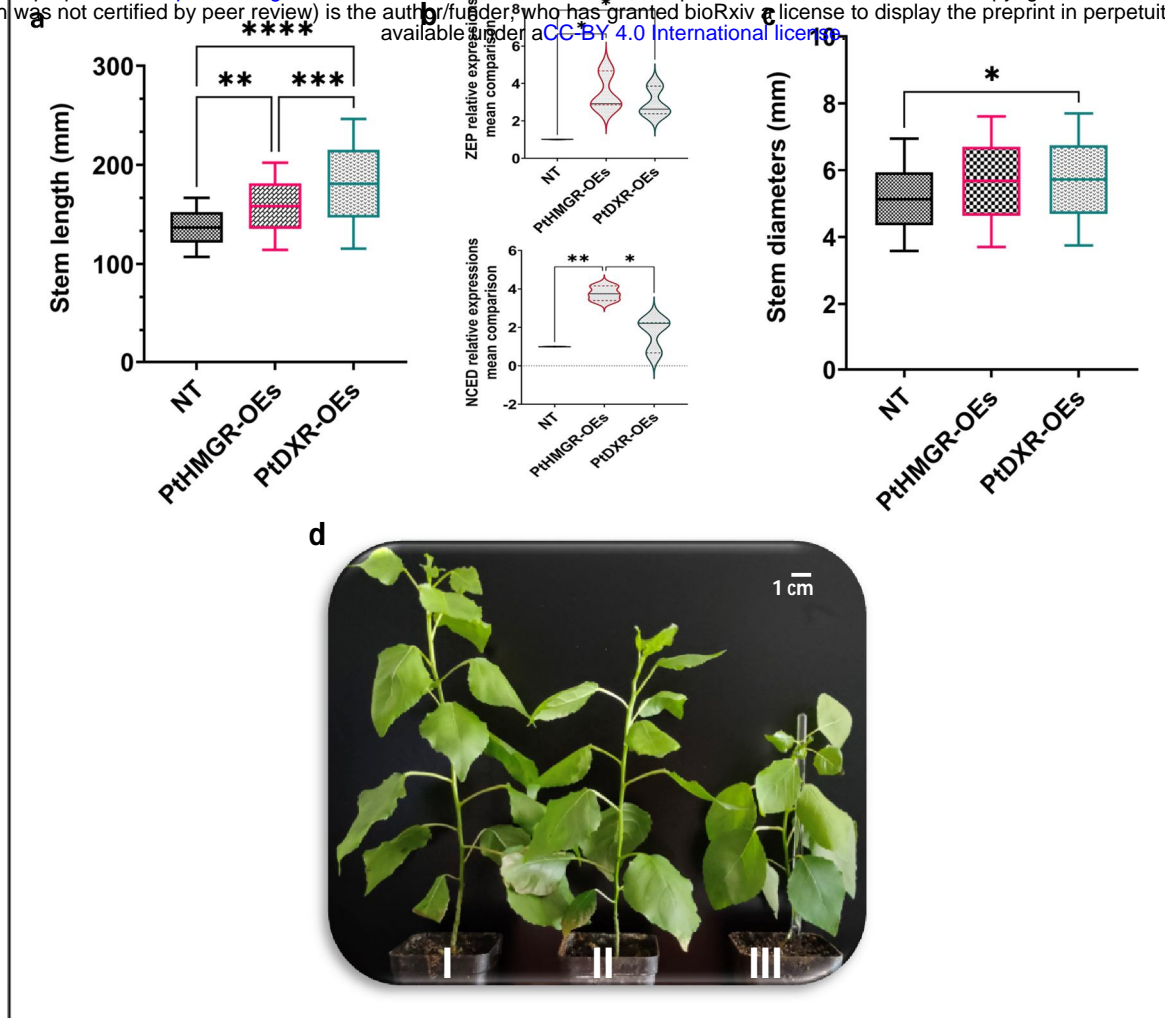 n was not certified by peer review) is the author/funder, who has granted bioRxiv a license to display the preprint in perpetuit
available under a CC-BY 4.0 International license
a
Stem length (mm)
300
200
100
0
****
**
***
NT
PtHMGR-OEs
PtDXR-OEs
b
ZEP relative expressions
mean comparison
8
6
4
2
0
*
*
NT
PtHMGR-OEs
PtDXR-OEs
NCED relative expressions
mean comparison
6
4
2
0
-2
**
*
NT
PtHMGR-OEs
PtDXR-OEs
c
Stem diameters (mm)
10
8
6
4
2
0
*
NT
PtHMGR-OEs
PtDXR-OEs
d
1 cm
I
II
III